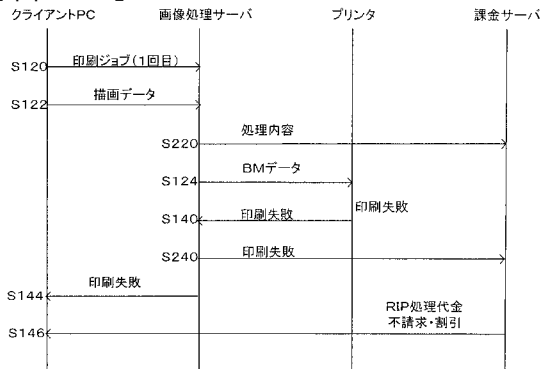 クライアントPC 画像処理サーバ プリンタ 課金サーバ
S120 印刷ジョブ(1回目)
S122 描画データ
S220 処理内容
S124 BMデータ
印刷失敗
S140 印刷失敗
S240 印刷失敗
S144 印刷失敗
RIP処理代金
S146 不請求・割引